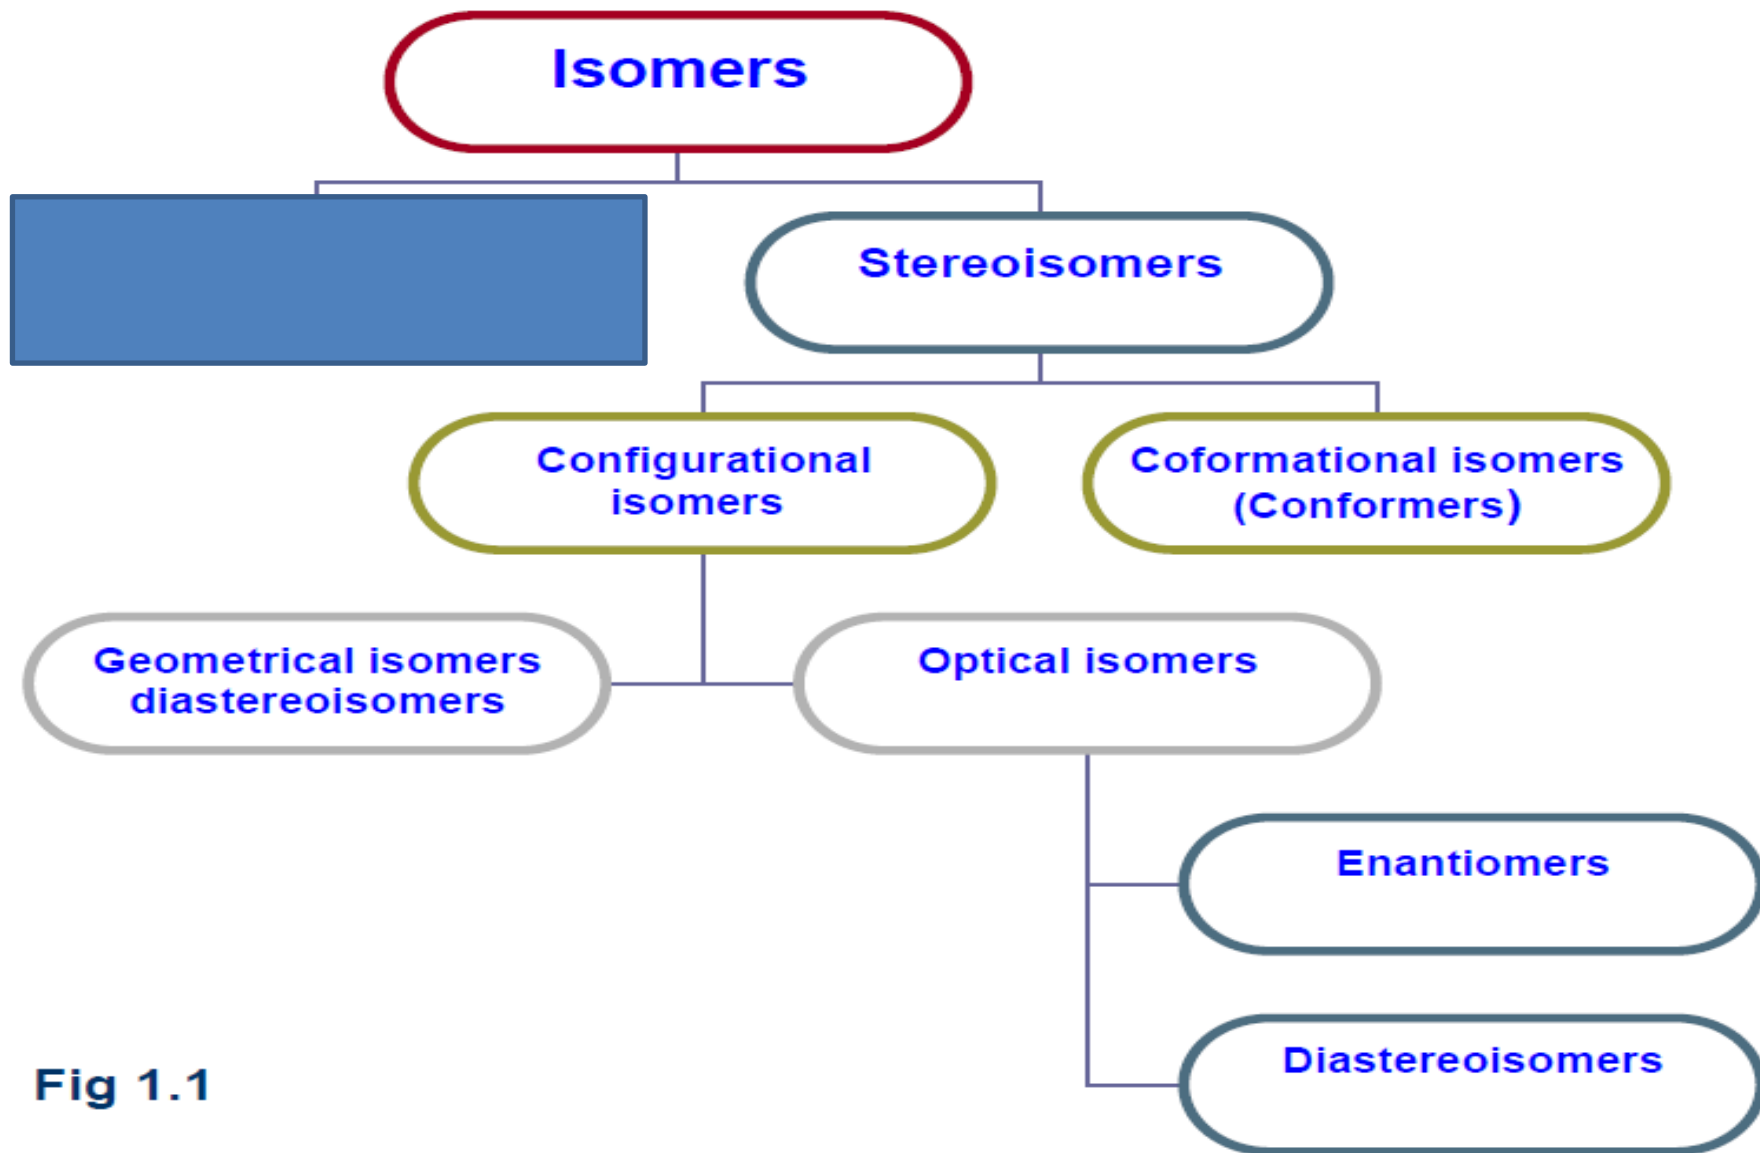 Isomers
Stereoisomers
Configurational
isomers
Coformational isomers
(Conformers)
Geometrical isomers
diastereoisomers
Optical isomers
Enantiomers
Diastereoisomers
Fig 1.1